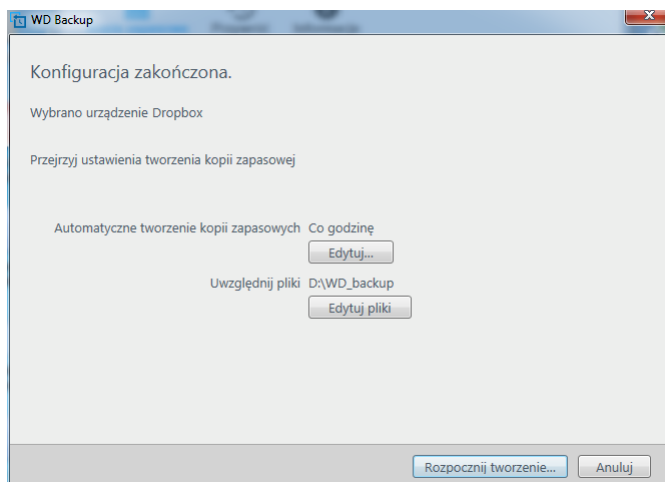 WD Backup
Konfiguracja zakończona.
Wybrano urządzenie Dropbox
Przejrzyj ustawienia tworzenia kopii zapasowej
Automatyczne tworzenie kopii zapasowych Co godzinę
Edytuj...
Uwzględnij pliki D:\WD_backup
Edytuj pliki
Rozpocznij tworzenie... Anuluj